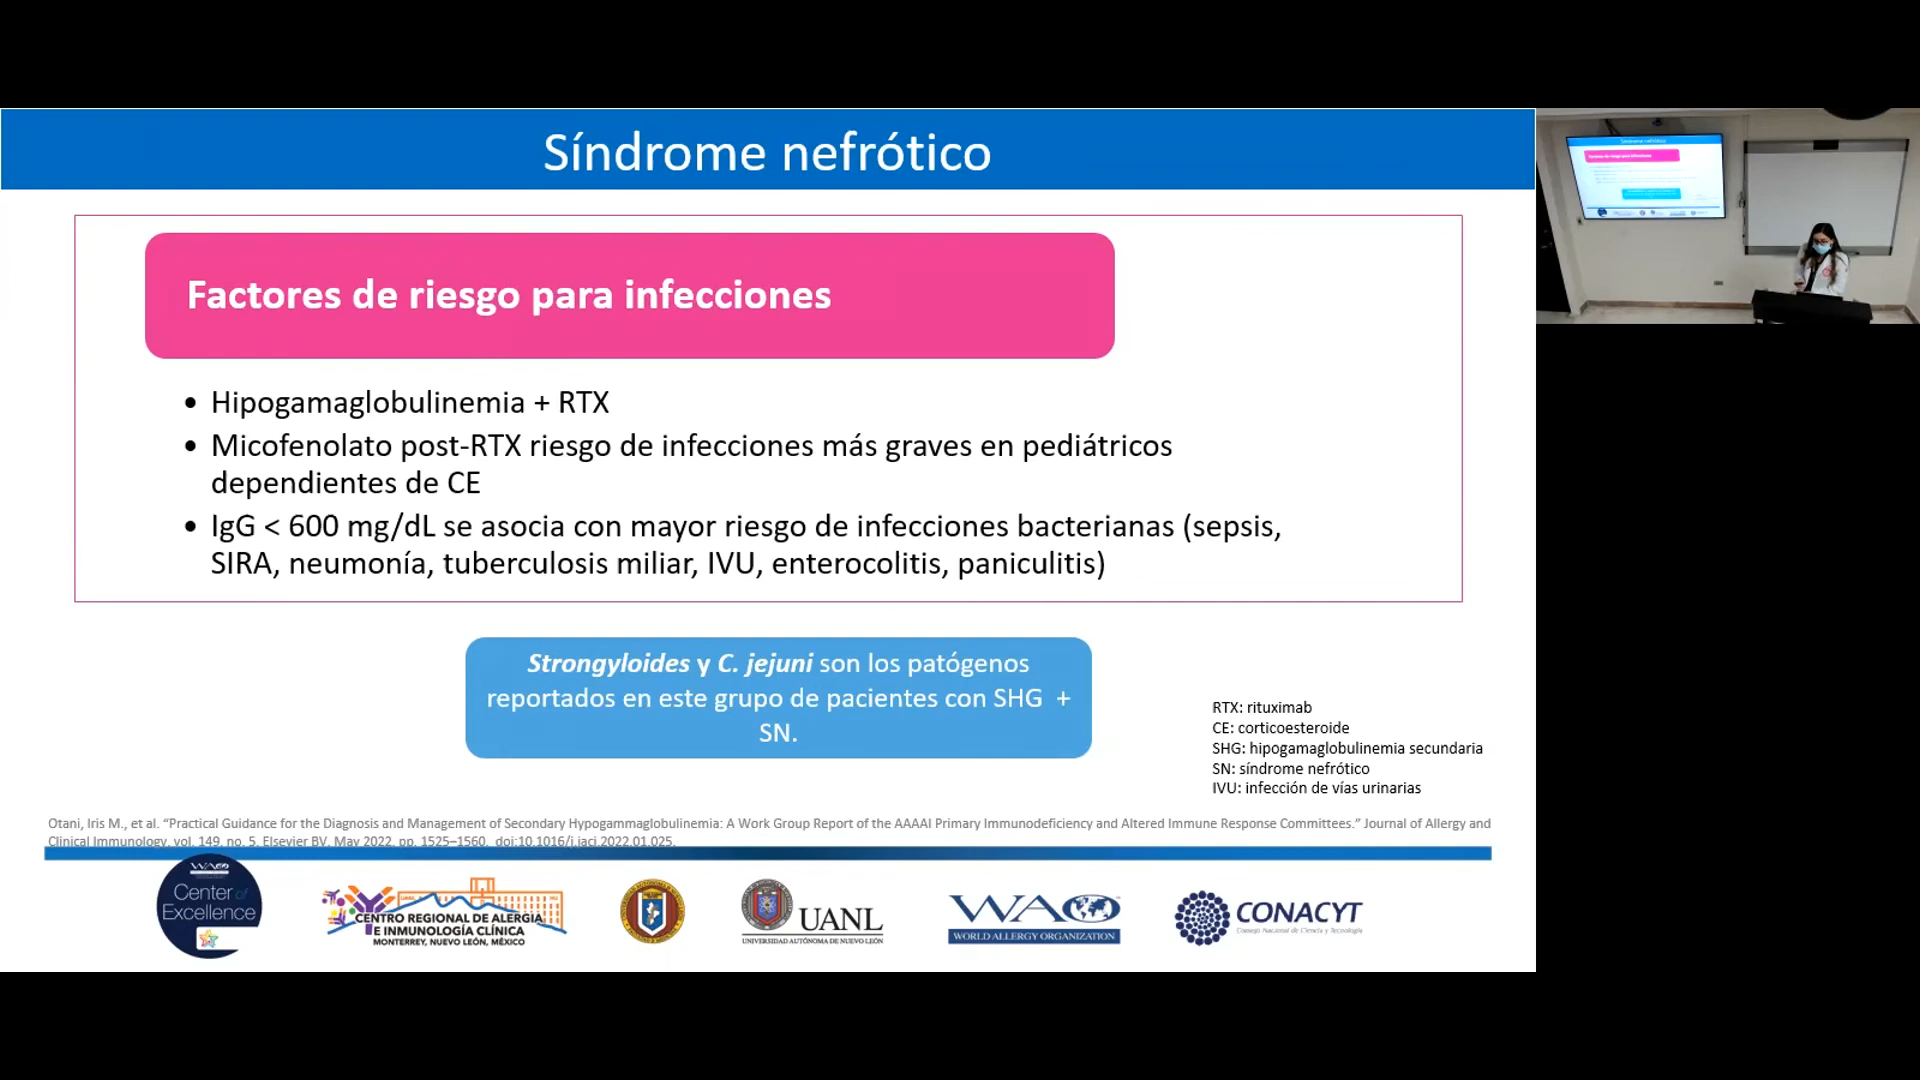 Síndrome nefrótico
Factores de riesgo para infecciones
• Hipogamaglobulinemia + RTX
• Micofenolato post-RTX riesgo de infecciones más graves en pediátricos
dependientes de CE
• IgG < 600 mg/dL se asocia con mayor riesgo de infecciones bacterianas (sepsis,
SIRA, neumonía, tuberculosis miliar, IVU, enterocolitis, paniculitis)
Strongyloides y C. jejuni son los patógenos
reportados en este grupo de pacientes con SHG +
SN.
RTX: rituximab
CE: corticoesteroide
SHG: hipogamaglobulinemia secundaria
SN: síndrome nefrótico
IVU: infección de vías urinarias
Otani, Iris M., et al. “Practical Guidance for the Diagnosis and Management of Secondary Hypogammaglobulinemia: A Work Group Report of the AAAAI Primary Immunodeficiency and Altered Immune Response Committees.” Journal of Allergy and
Clinical Immunology, vol. 149, no. 5, Elsevier BV, May 2022, pp. 1525–1560, doi:10.1016/j.jaci.2022.01.025.
WAO
Center of
Excellence
CENTRO REGIONAL DE ALERGIA
E INMUNOLOGÍA CLÍNICA
MONTERREY, NUEVO LEÓN, MÉXICO
UANL
UNIVERSIDAD AUTÓNOMA DE NUEVO LEÓN
WAO
WORLD ALLERGY ORGANIZATION
CONACYT
Consejo Nacional de Ciencia y Tecnología
Síndrome nefrótico
Factores de riesgo para infecciones